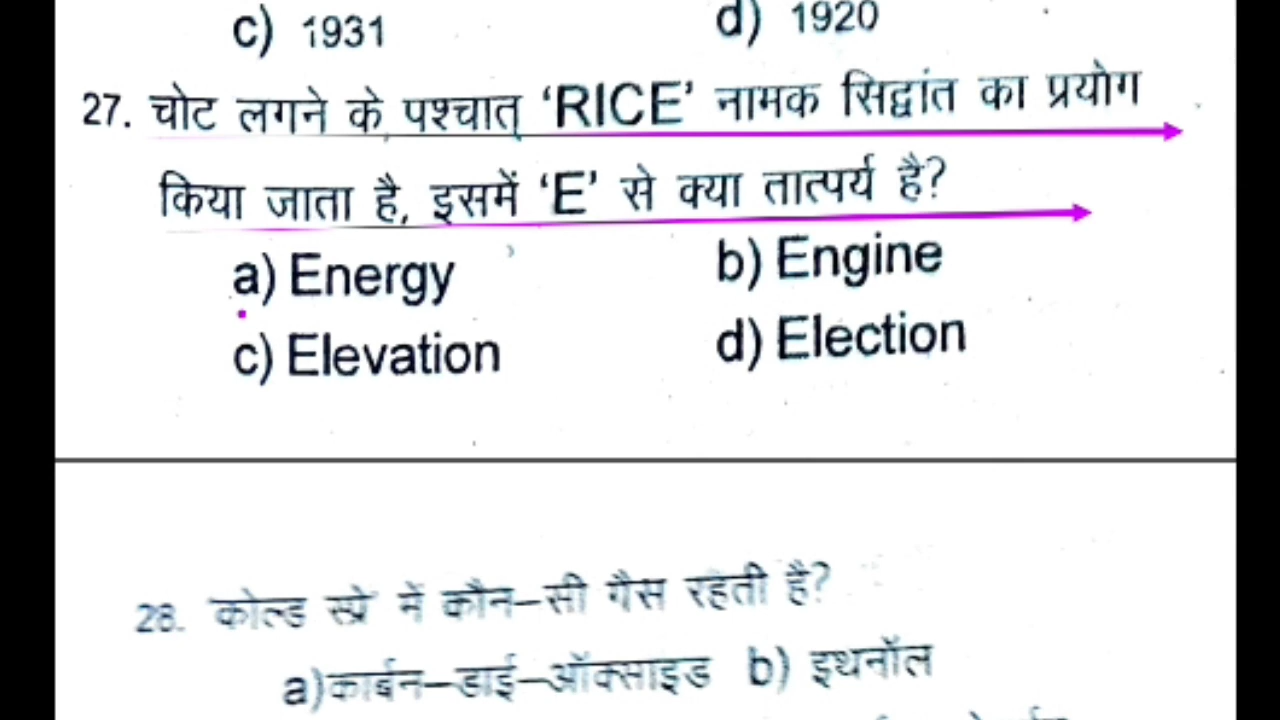 c) 1931 d) 1920
27. चोट लगने के पश्चात् ‘RICE’ नामक सिद्वांत का प्रयोग
किया जाता है, इसमें ‘E’ से क्या तात्पर्य है?
a) Energy b) Engine
c) Elevation d) Election
28. कोल्ड स्प्रे में कौन–सी गैस रहती है?
a)कार्बन–डाई–ऑक्साइड b) इथनॉल